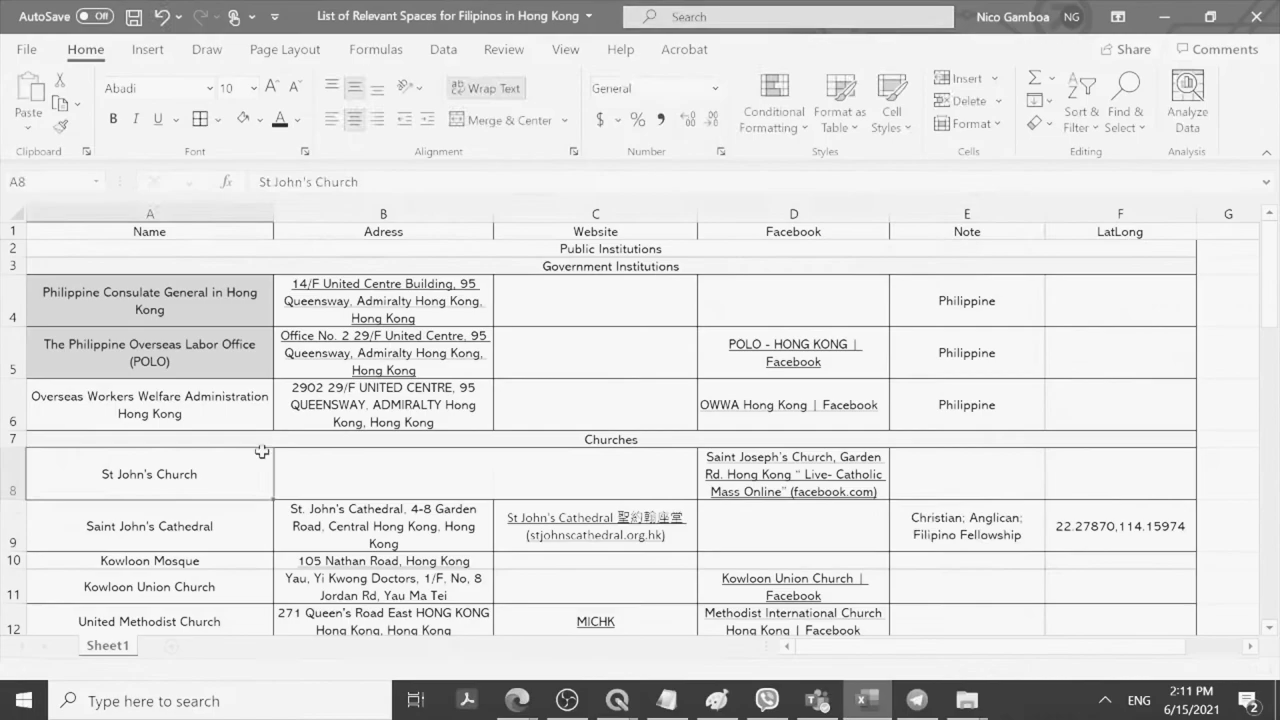 AutoSave Off List of Relevant Spaces for Filipinos in Hong Kong Search Nico Gamboa NG
File Home Insert Draw Page Layout Formulas Data Review View Help Acrobat Share Comments
Paste
Clipboard
Abadi 10
B I U A
Font
Wrap Text
Merge & Center
Alignment
General
$ % 9
Number
Conditional Formatting
Format as Table
Cell Styles
Styles
Insert
Delete
Format
Cells
Sort & Filter
Find & Select
Editing
Analyze Data
Analysis
A8 fx St John's Church
A B C D E F G
1 Name Adress Website Facebook Note LatLong
2 Public Institutions
3 Government Institutions
Philippine Consulate General in Hong
Kong
4
14/F United Centre Building, 95
Queensway, Admiralty Hong Kong,
Hong Kong
Philippine
The Philippine Overseas Labor Office
(POLO)
5
Office No. 2 29/F United Centre, 95
Queensway, Admiralty Hong Kong,
Hong Kong
POLO - HONG KONG |
Facebook
Philippine
Overseas Workers Welfare Administration
Hong Kong
6
2902 29/F UNITED CENTRE, 95
QUEENSWAY, ADMIRALTY Hong
Kong, Hong Kong
OWWA Hong Kong | Facebook
Philippine
7 Churches
St John's Church
8
Saint Joseph's Church, Garden
Rd. Hong Kong “ Live- Catholic
Mass Online” (facebook.com)
Saint John's Cathedral
9
St. John's Cathedral, 4-8 Garden
Road, Central Hong Kong, Hong
Kong
St John's Cathedral 聖約翰座堂
(stjohnscathedral.org.hk)
Christian; Anglican;
Filipino Fellowship
22.27870,114.15974
10 Kowloon Mosque 105 Nathan Road, Hong Kong
11 Kowloon Union Church
Yau, Yi Kwong Doctors, 1/F, No, 8
Jordan Rd, Yau Ma Tei
Kowloon Union Church |
Facebook
12 United Methodist Church
271 Queen's Road East HONG KONG
Hong Kong, Hong Kong
MICHK
Methodist International Church
Hong Kong | Facebook
Sheet1
Type here to search
ENG
2:11 PM
6/15/2021
2